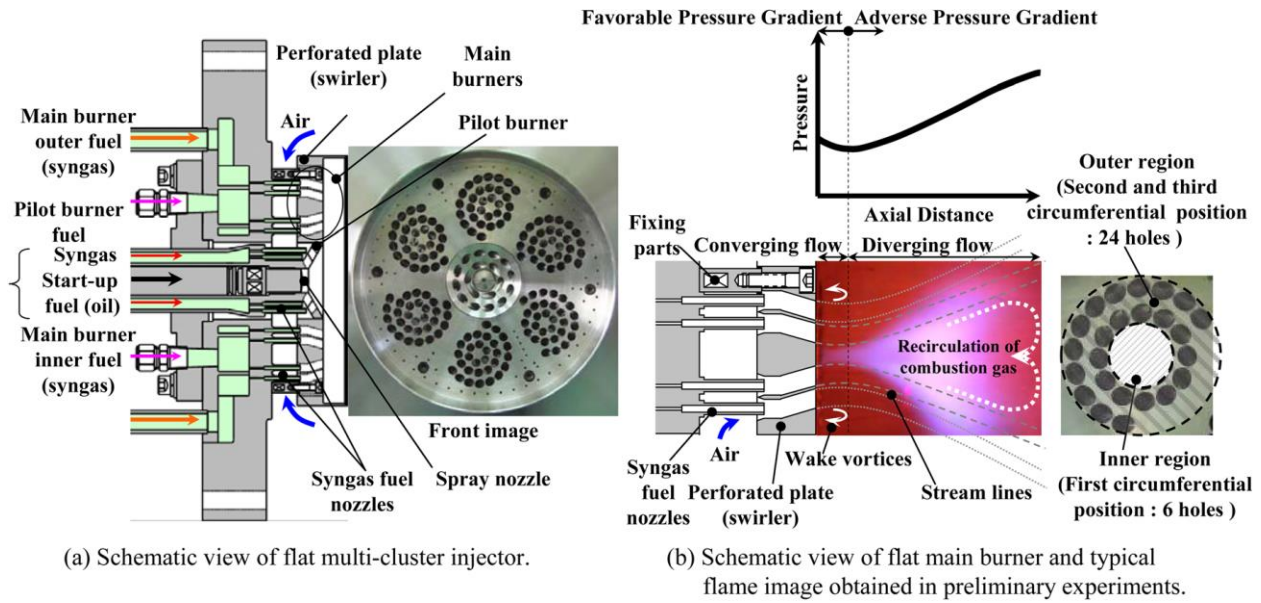 Perforated plate
(swirler)
Main
burners
Main burner
outer fuel
(syngas)
Air
Pilot burner
Pilot burner
fuel
Syngas
Start-up
fuel (oil)
Main burner
inner fuel
(syngas)
Front image
Syngas fuel
nozzles
Spray nozzle
(a) Schematic view of flat multi-cluster injector.
Favorable Pressure Gradient
Adverse Pressure Gradient
Pressure
Axial Distance
Outer region
(Second and third
circumferential position
: 24 holes )
Fixing
parts
Converging flow
Diverging flow
Recirculation of
combustion gas
Syngas
fuel
nozzles
Air
Perforated plate
(swirler)
Wake vortices
Stream lines
Inner region
(First circumferential
position : 6 holes )
(b) Schematic view of flat main burner and typical
flame image obtained in preliminary experiments.